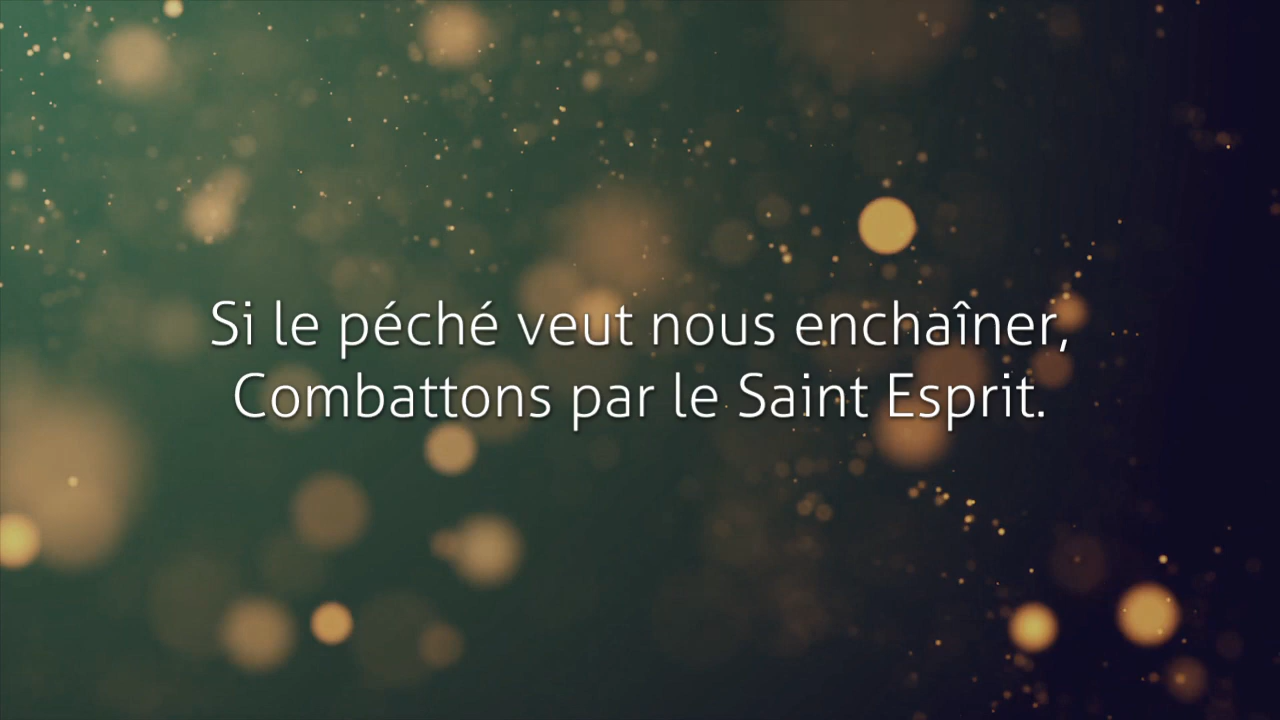 Si le péché veut nous enchaîner,
Combattons par le Saint Esprit.